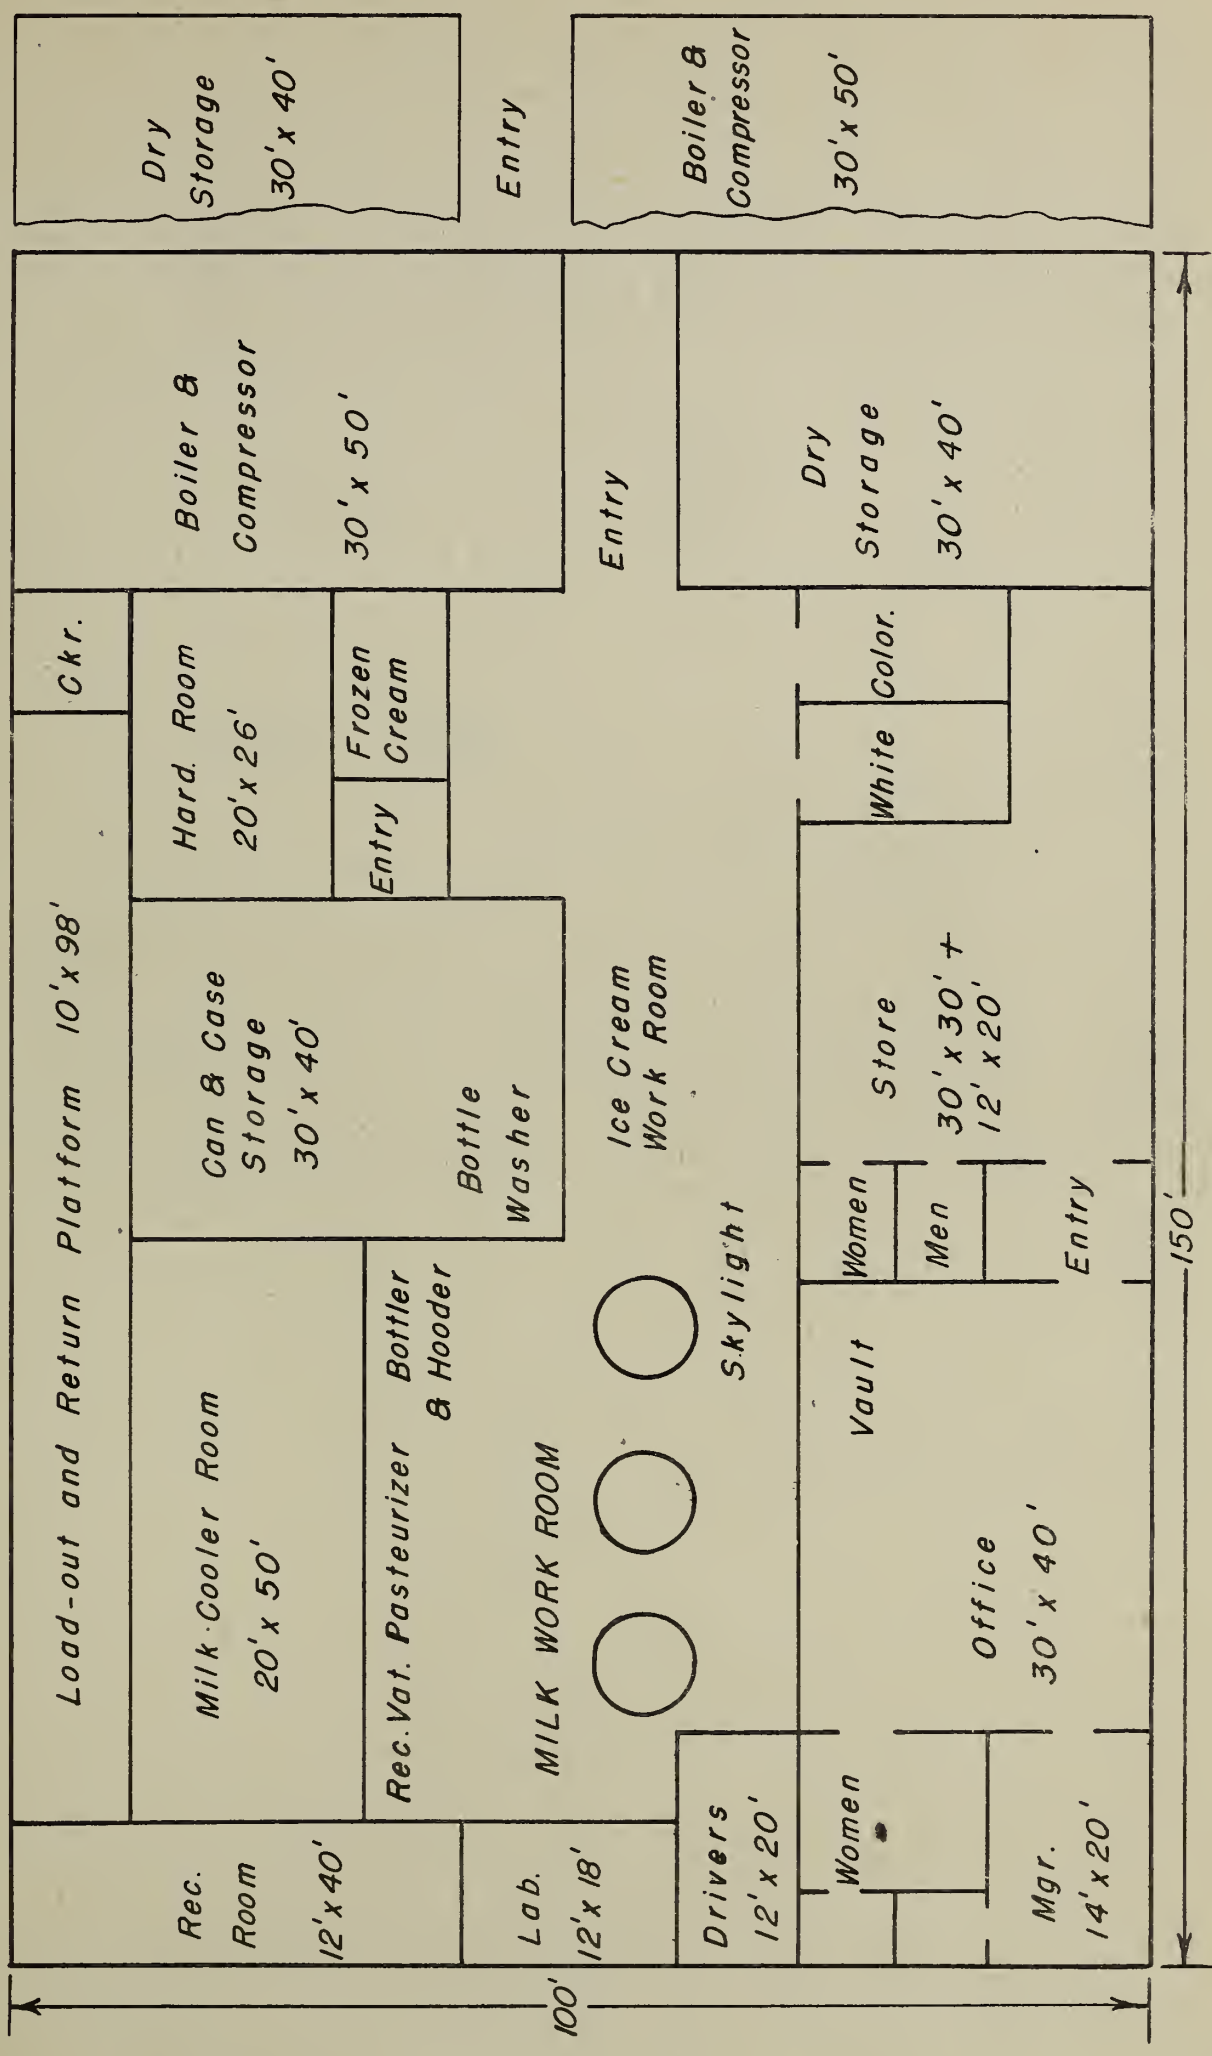 Load-out and Return Platform 10' x 98'
Ckr.
Rec.
Room
12' x 40'
Milk Cooler Room
20' x 50'
Can & Case
Storage
30' x 40'
Bottle
Washer
Hard. Room
20' x 26'
Entry
Frozen
Cream
Boiler &
Compressor
30' x 50'
Dry
Storage
30' x 40'
Rec. Vat. Pasteurizer
Bottler
& Hooder
Lab.
12' x 18'
MILK WORK ROOM
Ice Cream
Work Room
Entry
Entry
Skylight
Drivers
12' x 20'
Women
Mgr.
14' x 20'
Vault
Office
30' x 40'
Women
Men
Entry
Store
30' x 30' +
12' x 20'
White
Color.
Dry
Storage
30' x 40'
Boiler &
Compressor
30' x 50'
100'
150'